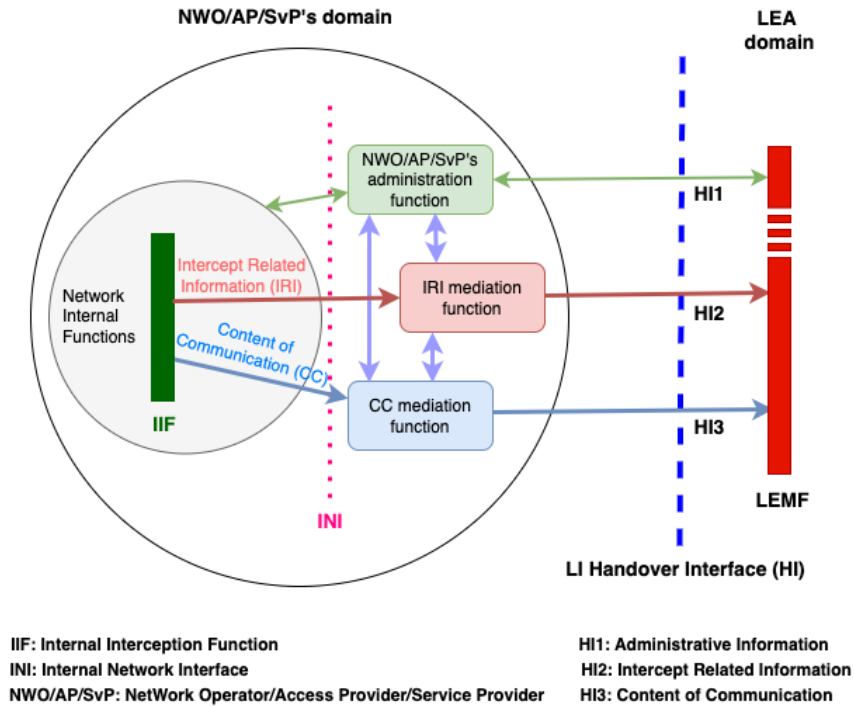 NWO/AP/SvP's domain
LEA
domain
NWO/AP/SvP's
administration
function
HI1
Intercept Related
Information (IRI)
IRI mediation
function
Network
Internal
Functions
HI2
Content of
Communication (CC)
CC mediation
function
IIF
HI3
LEMF
INI
LI Handover Interface (HI)
IIF: Internal Interception Function
INI: Internal Network Interface
NWO/AP/SvP: NetWork Operator/Access Provider/Service Provider
HI1: Administrative Information
HI2: Intercept Related Information
HI3: Content of Communication